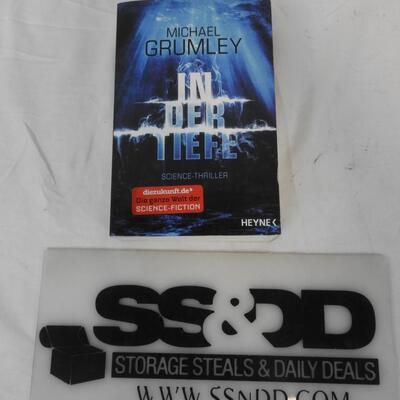 MICHAEL
GRUMLEY
IN
DER
TIEFE
SCIENCE-THRILLER
diezukunft.de»
Die ganze Welt der
SCIENCE-FICTION
HEYNE <
SS&DD
STORAGE STEALS & DAILY DEALS
WWW.SSNDD.COM